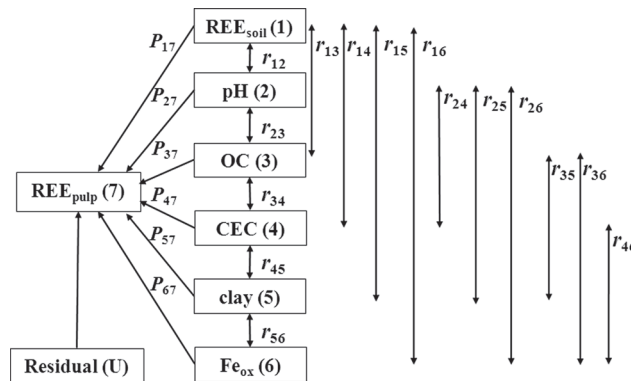 REEsoil (1)
P17
r12
r13
r14
r15
r16
pH (2)
P27
r23
r24
r25
r26
OC (3)
P37
r34
r35
r36
REEpulp (7)
P47
CEC (4)
P57
r45
r46
clay (5)
P67
r56
Residual (U)
Feox (6)